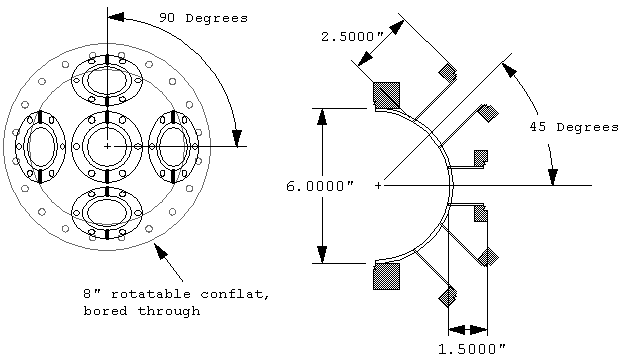 90 Degrees
2.5000"
45 Degrees
6.0000"
8" rotatable conflat,
bored through
1.5000"